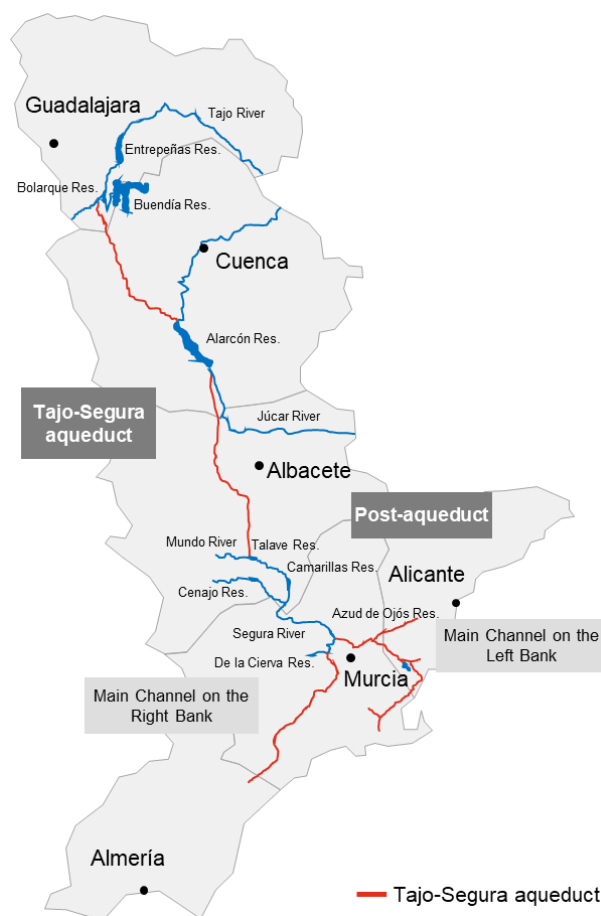 Guadalajara
Tajo River
Entrepeñas Res.
Bolarque Res.
Buendía Res.
Cuenca
Alarcón Res.
Tajo-Segura
aqueduct
Júcar River
Albacete
Post-aqueduct
Mundo River
Talave Res.
Camarillas Res.
Cenajo Res.
Alicante
Azud de Ojós Res.
Segura River
Main Channel on the
Left Bank
De la Cierva Res.
Murcia
Main Channel on the
Right Bank
Almería
Tajo-Segura aqueduct